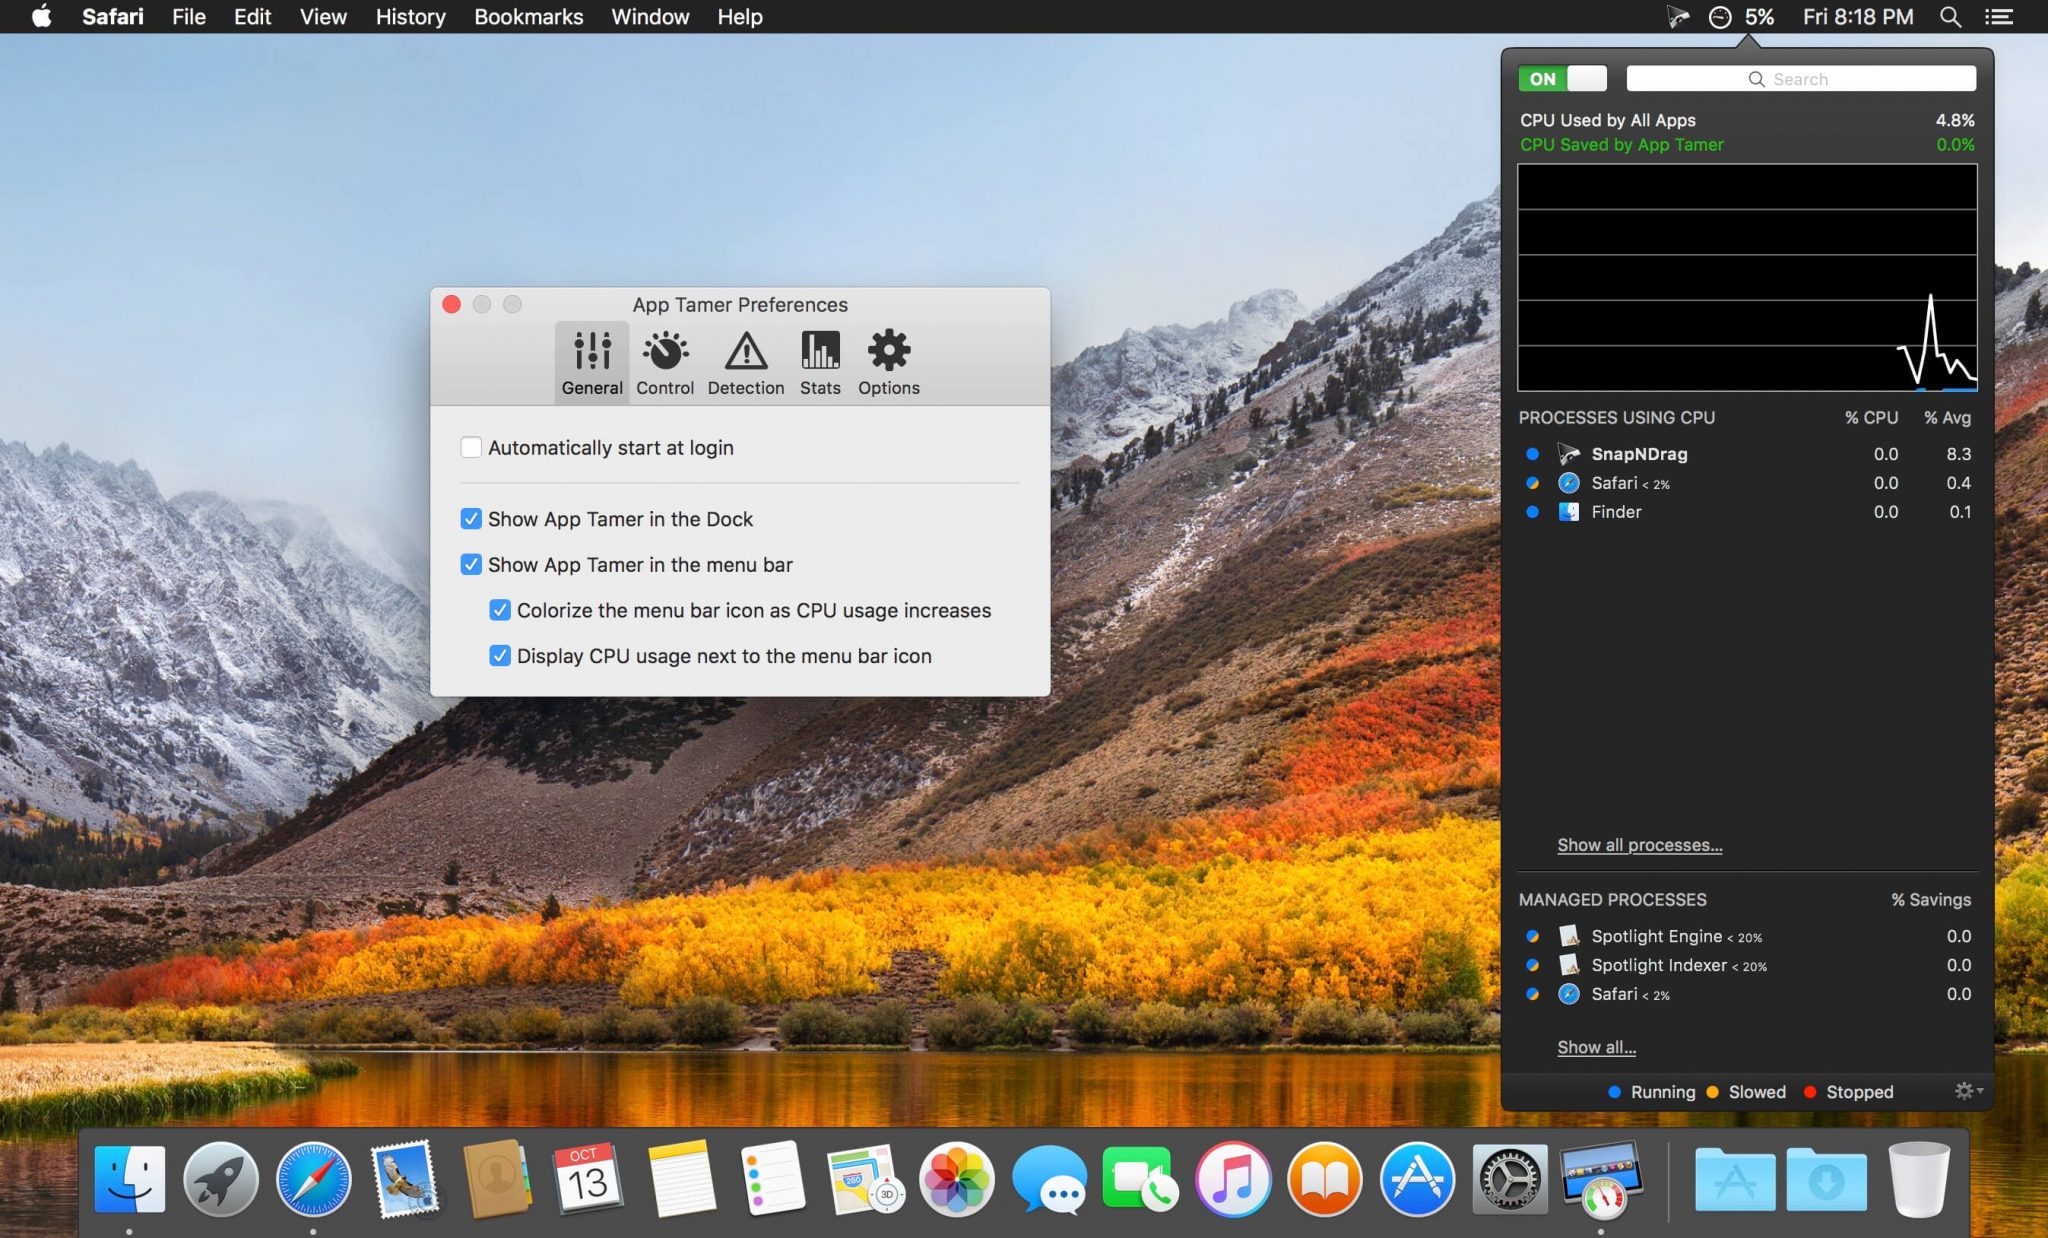 Safari File Edit View History Bookmarks Window Help 5% Fri 8:18 PM
App Tamer Preferences
General Control Detection Stats Options
Automatically start at login
Show App Tamer in the Dock
Show App Tamer in the menu bar
Colorize the menu bar icon as CPU usage increases
Display CPU usage next to the menu bar icon
ON Search
CPU Used by All Apps 4.8%
CPU Saved by App Tamer 0.0%
PROCESSES USING CPU % CPU % Avg
SnapNDrag 0.0 8.3
Safari < 2% 0.0 0.4
Finder 0.0 0.1
Show all processes...
MANAGED PROCESSES % Savings
Spotlight Engine < 20% 0.0
Spotlight Indexer < 20% 0.0
Safari < 2% 0.0
Show all...
Running Slowed Stopped
OCT
13
280
3D